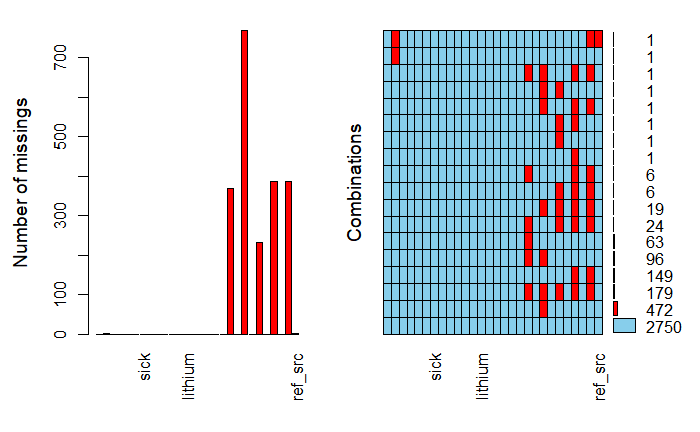 Number of missings
700
500
300
100
0
sick
lithium
ref_src
Combinations
1
1
1
1
1
1
1
1
6
6
19
24
63
96
149
179
472
2750
sick
lithium
ref_src